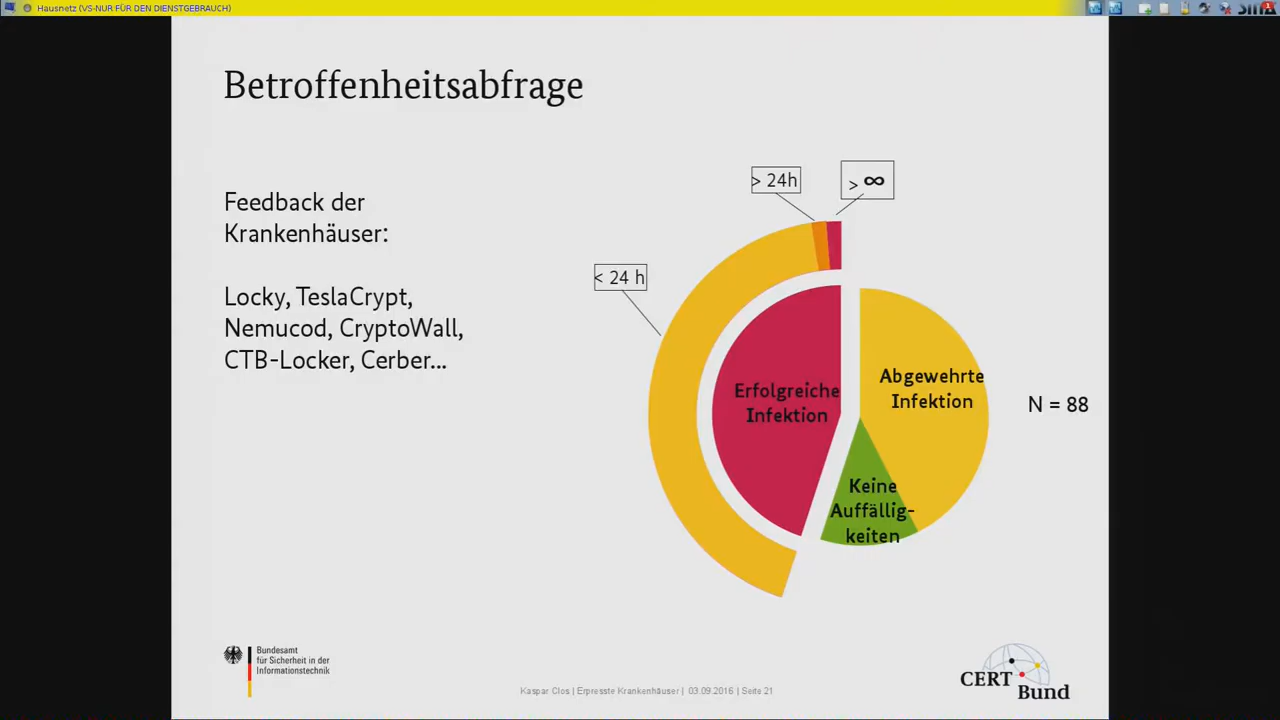 Hausnetz (VS-NUR FÜR DEN DIENSTGEBRAUCH)
Betroffenheitsabfrage
Feedback der
Krankenhäuser:
Locky, TeslaCrypt,
Nemucod, CryptoWall,
CTB-Locker, Cerber...
> 24h
> ∞
< 24 h
Erfolgreiche
Infektion
Abgewehrte
Infektion
Keine
Auffällig-
keiten
N = 88
Bundesamt
für Sicherheit in der
Informationstechnik
Kaspar Clos | Erpresste Krankenhäuser | 03.09.2016 | Seite 21
CERT
Bund